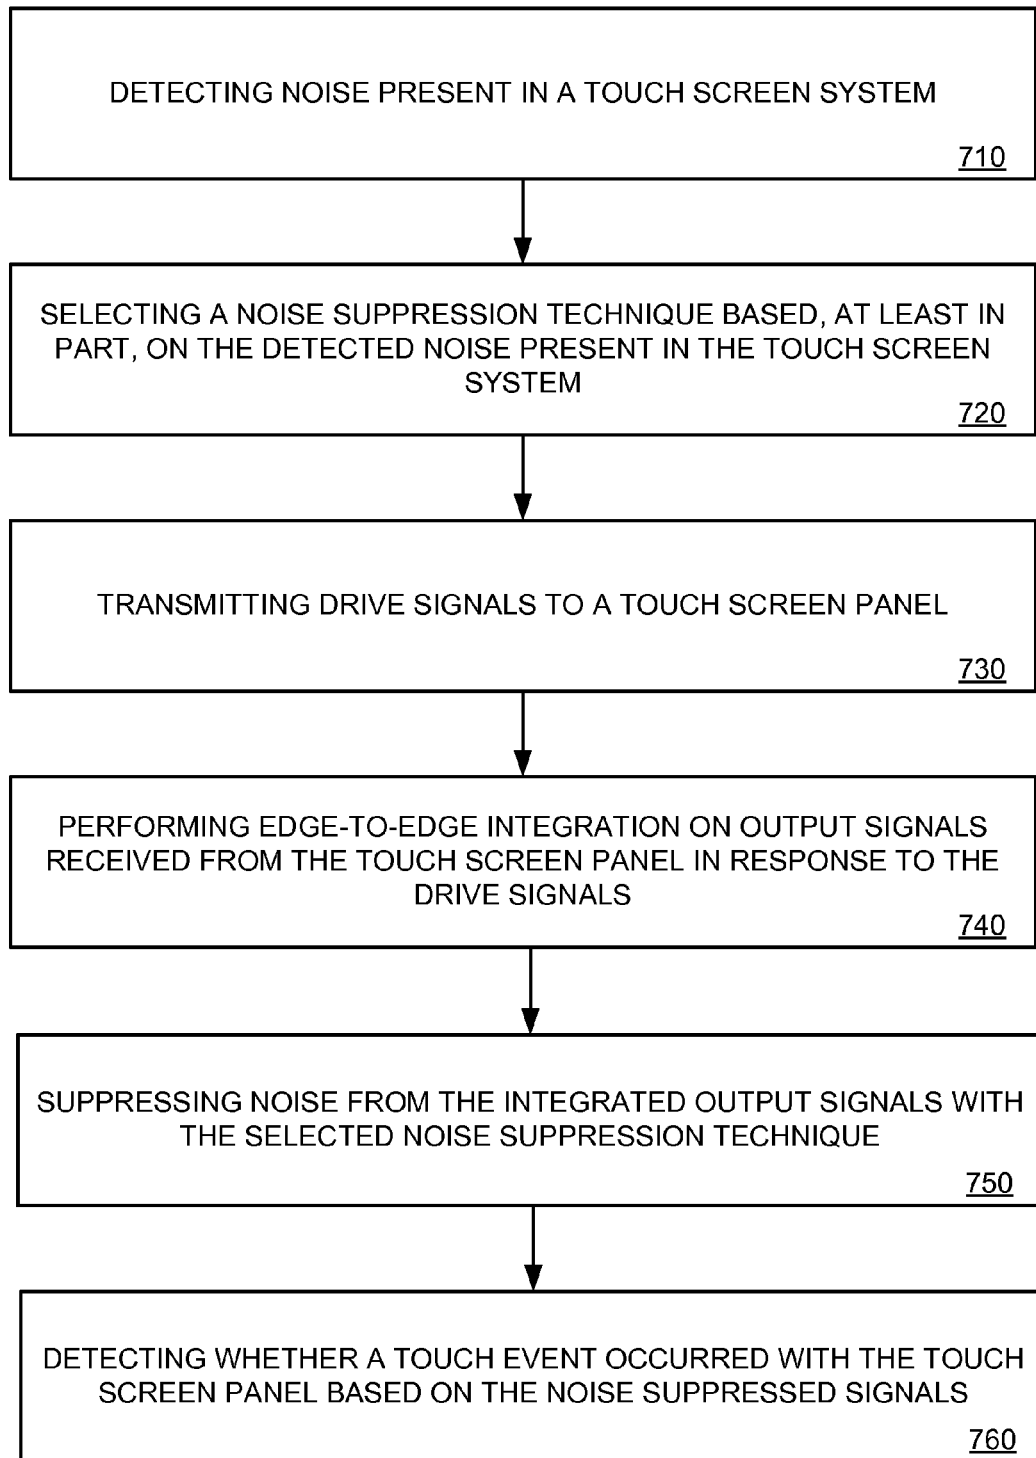 DETECTING NOISE PRESENT IN A TOUCH SCREEN SYSTEM
710
SELECTING A NOISE SUPPRESSION TECHNIQUE BASED, AT LEAST IN
PART, ON THE DETECTED NOISE PRESENT IN THE TOUCH SCREEN
SYSTEM
720
TRANSMITTING DRIVE SIGNALS TO A TOUCH SCREEN PANEL
730
PERFORMING EDGE-TO-EDGE INTEGRATION ON OUTPUT SIGNALS
RECEIVED FROM THE TOUCH SCREEN PANEL IN RESPONSE TO THE
DRIVE SIGNALS
740
SUPPRESSING NOISE FROM THE INTEGRATED OUTPUT SIGNALS WITH
THE SELECTED NOISE SUPPRESSION TECHNIQUE
750
DETECTING WHETHER A TOUCH EVENT OCCURRED WITH THE TOUCH
SCREEN PANEL BASED ON THE NOISE SUPPRESSED SIGNALS
760